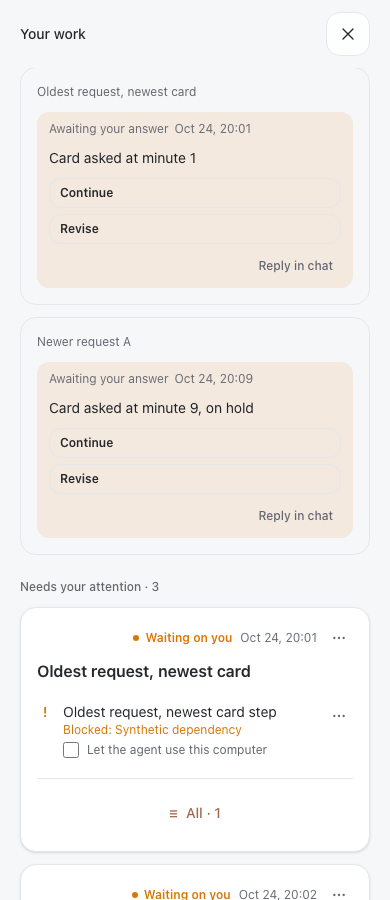 Your work
Oldest request, newest card
Awaiting your answer Oct 24, 20:01
Card asked at minute 1
Continue
Revise
Reply in chat
Newer request A
Awaiting your answer Oct 24, 20:09
Card asked at minute 9, on hold
Continue
Revise
Reply in chat
Needs your attention · 3
Waiting on you Oct 24, 20:01
Oldest request, newest card
! Oldest request, newest card step
Blocked: Synthetic dependency
Let the agent use this computer
All · 1
Waiting on you Oct 24, 20:02